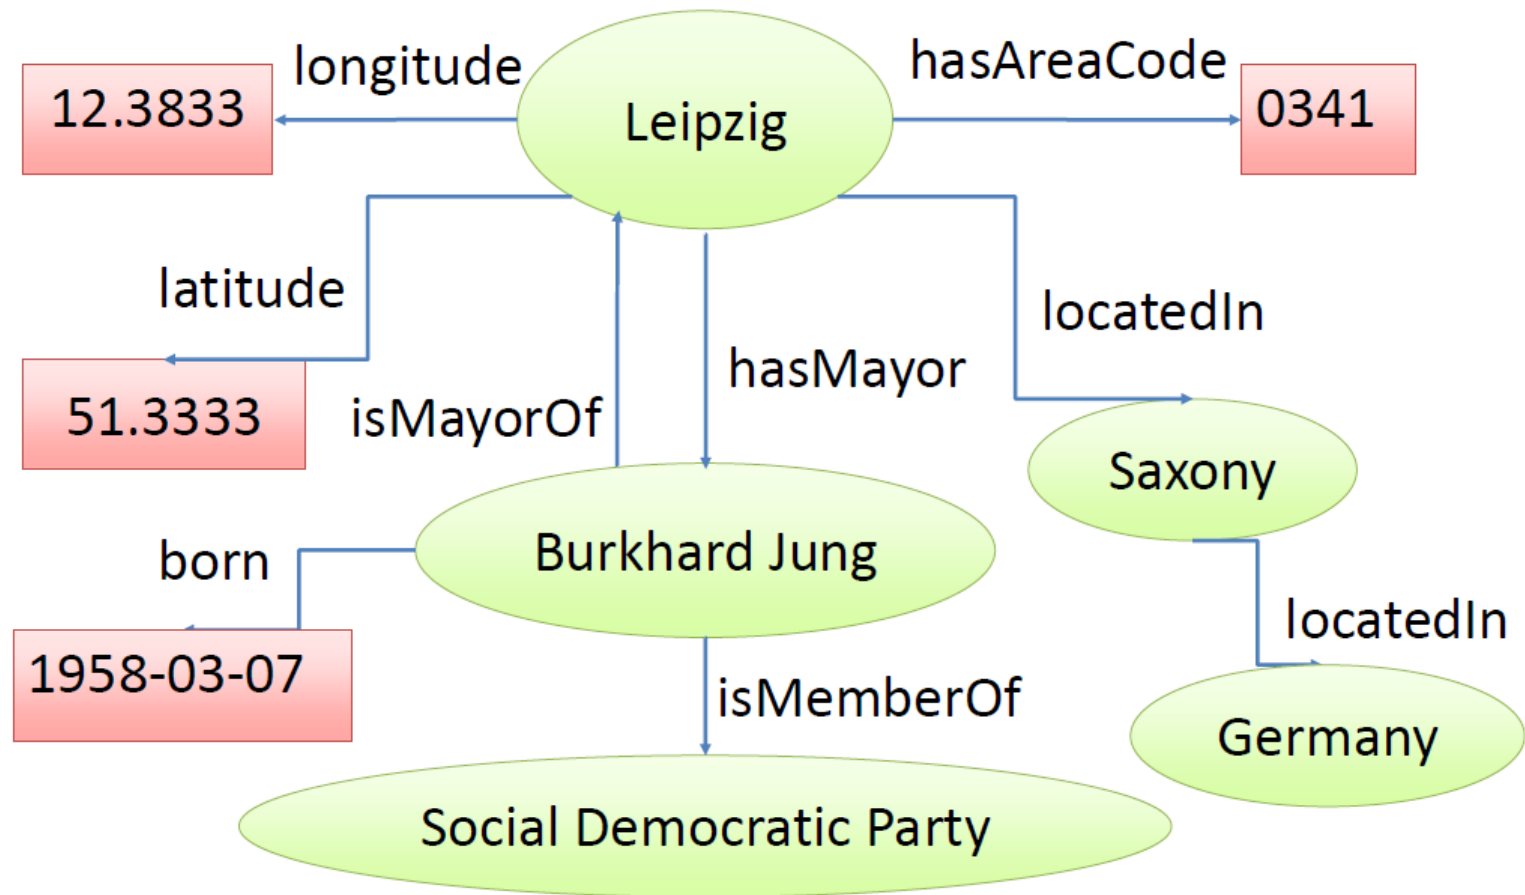 longitude
hasAreaCode
12.3833
Leipzig
0341
latitude
locatedIn
hasMayor
51.3333
isMayorOf
Saxony
born
Burkhard Jung
locatedIn
1958-03-07
isMemberOf
Germany
Social Democratic Party